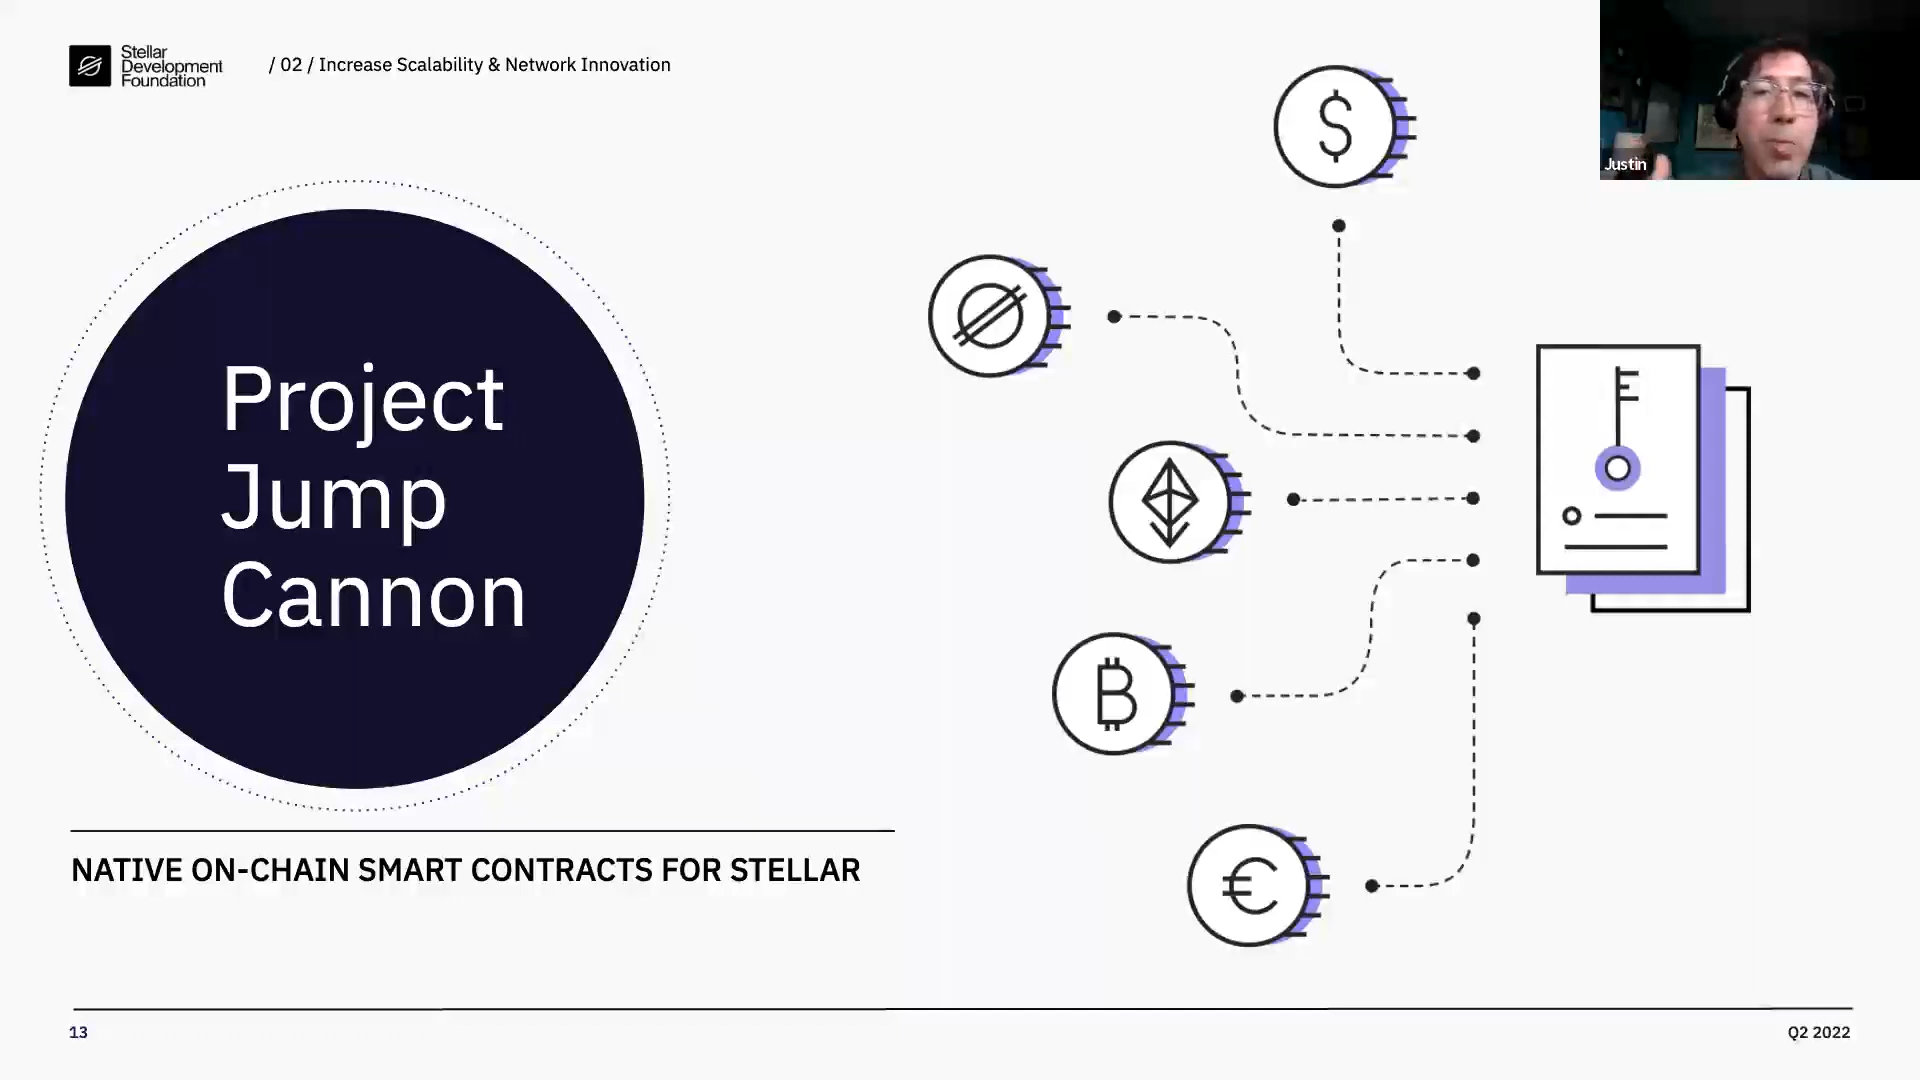 Stellar
Development
Foundation
/ 02 / Increase Scalability & Network Innovation
Justin
Project
Jump
Cannon
NATIVE ON-CHAIN SMART CONTRACTS FOR STELLAR
13
Q2 2022